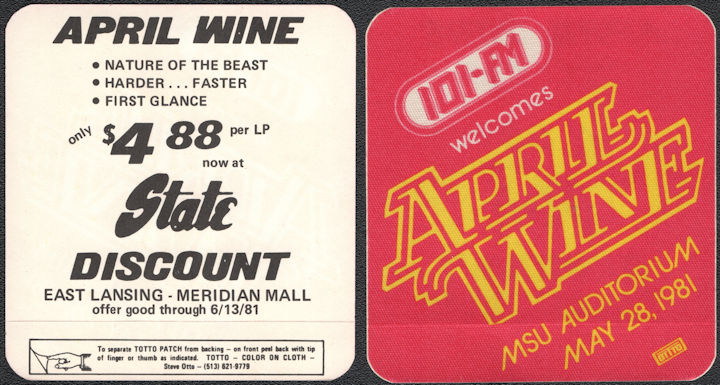 APRIL WINE
• NATURE OF THE BEAST
• HARDER . . . FASTER
• FIRST GLANCE
only $4 88 per LP
now at
State
DISCOUNT
EAST LANSING - MERIDIAN MALL
offer good through 6/13/81
To separate TOTTO PATCH from backing – on front peel back with tip
of finger or thumb as indicated. TOTTO – COLOR ON CLOTH –
Steve Otto – (513) 821-9779
101-FM
welcomes
APRIL
WINE
MSU AUDITORIUM
MAY 28, 1981
TOTTO